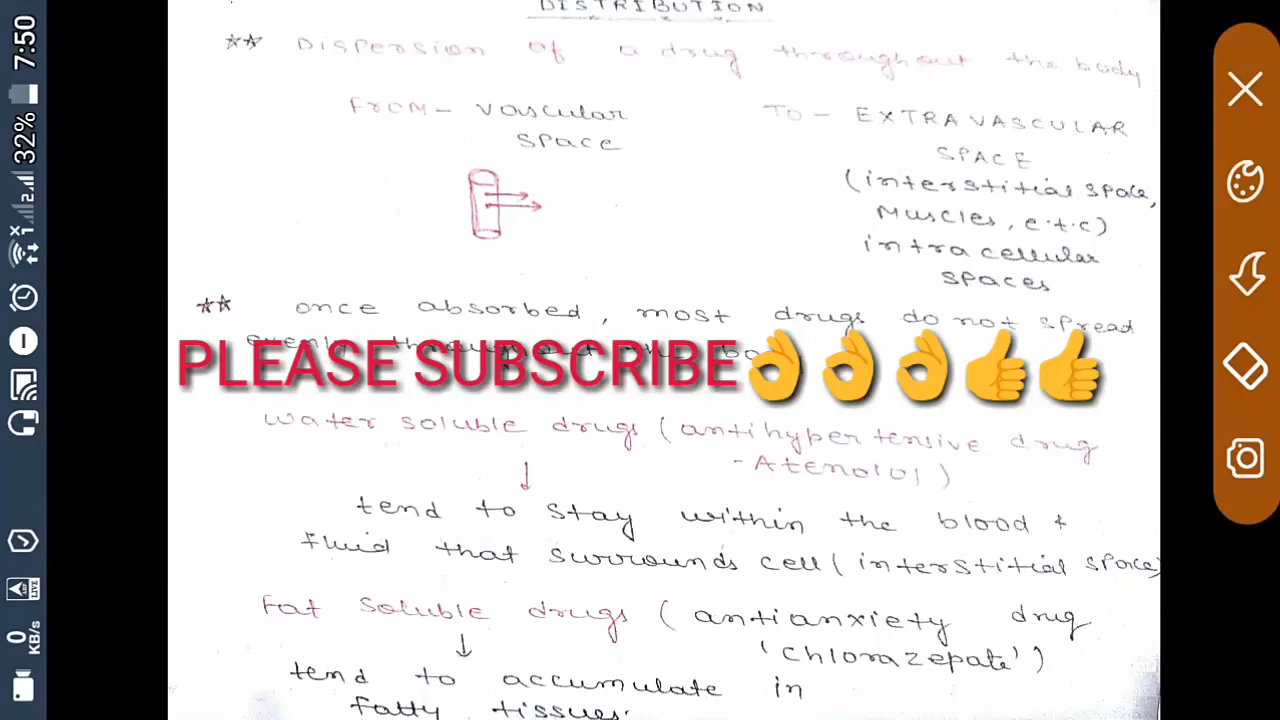 7:50
32%
0
KB/s
DISTRIBUTION
** Dispersion of a drug throughout the body
From - vascular
space
TO - EXTRAVASCULAR
SPACE
(interstitial space,
Muscles, e.t.c)
intracellular
spaces
** once absorbed, most drugs do not spread
evenly throughout the
PLEASE SUBSCRIBE👌👌👌👍👍
water soluble drugs (antihypertensive drug
- Atenolol)
↓
tend to stay within the blood &
fluid that surrounds cell (interstitial space)
Fat soluble drugs (antianxiety drug
'Chlorazepate')
↓
tend to accumulate in
fatty tissues.